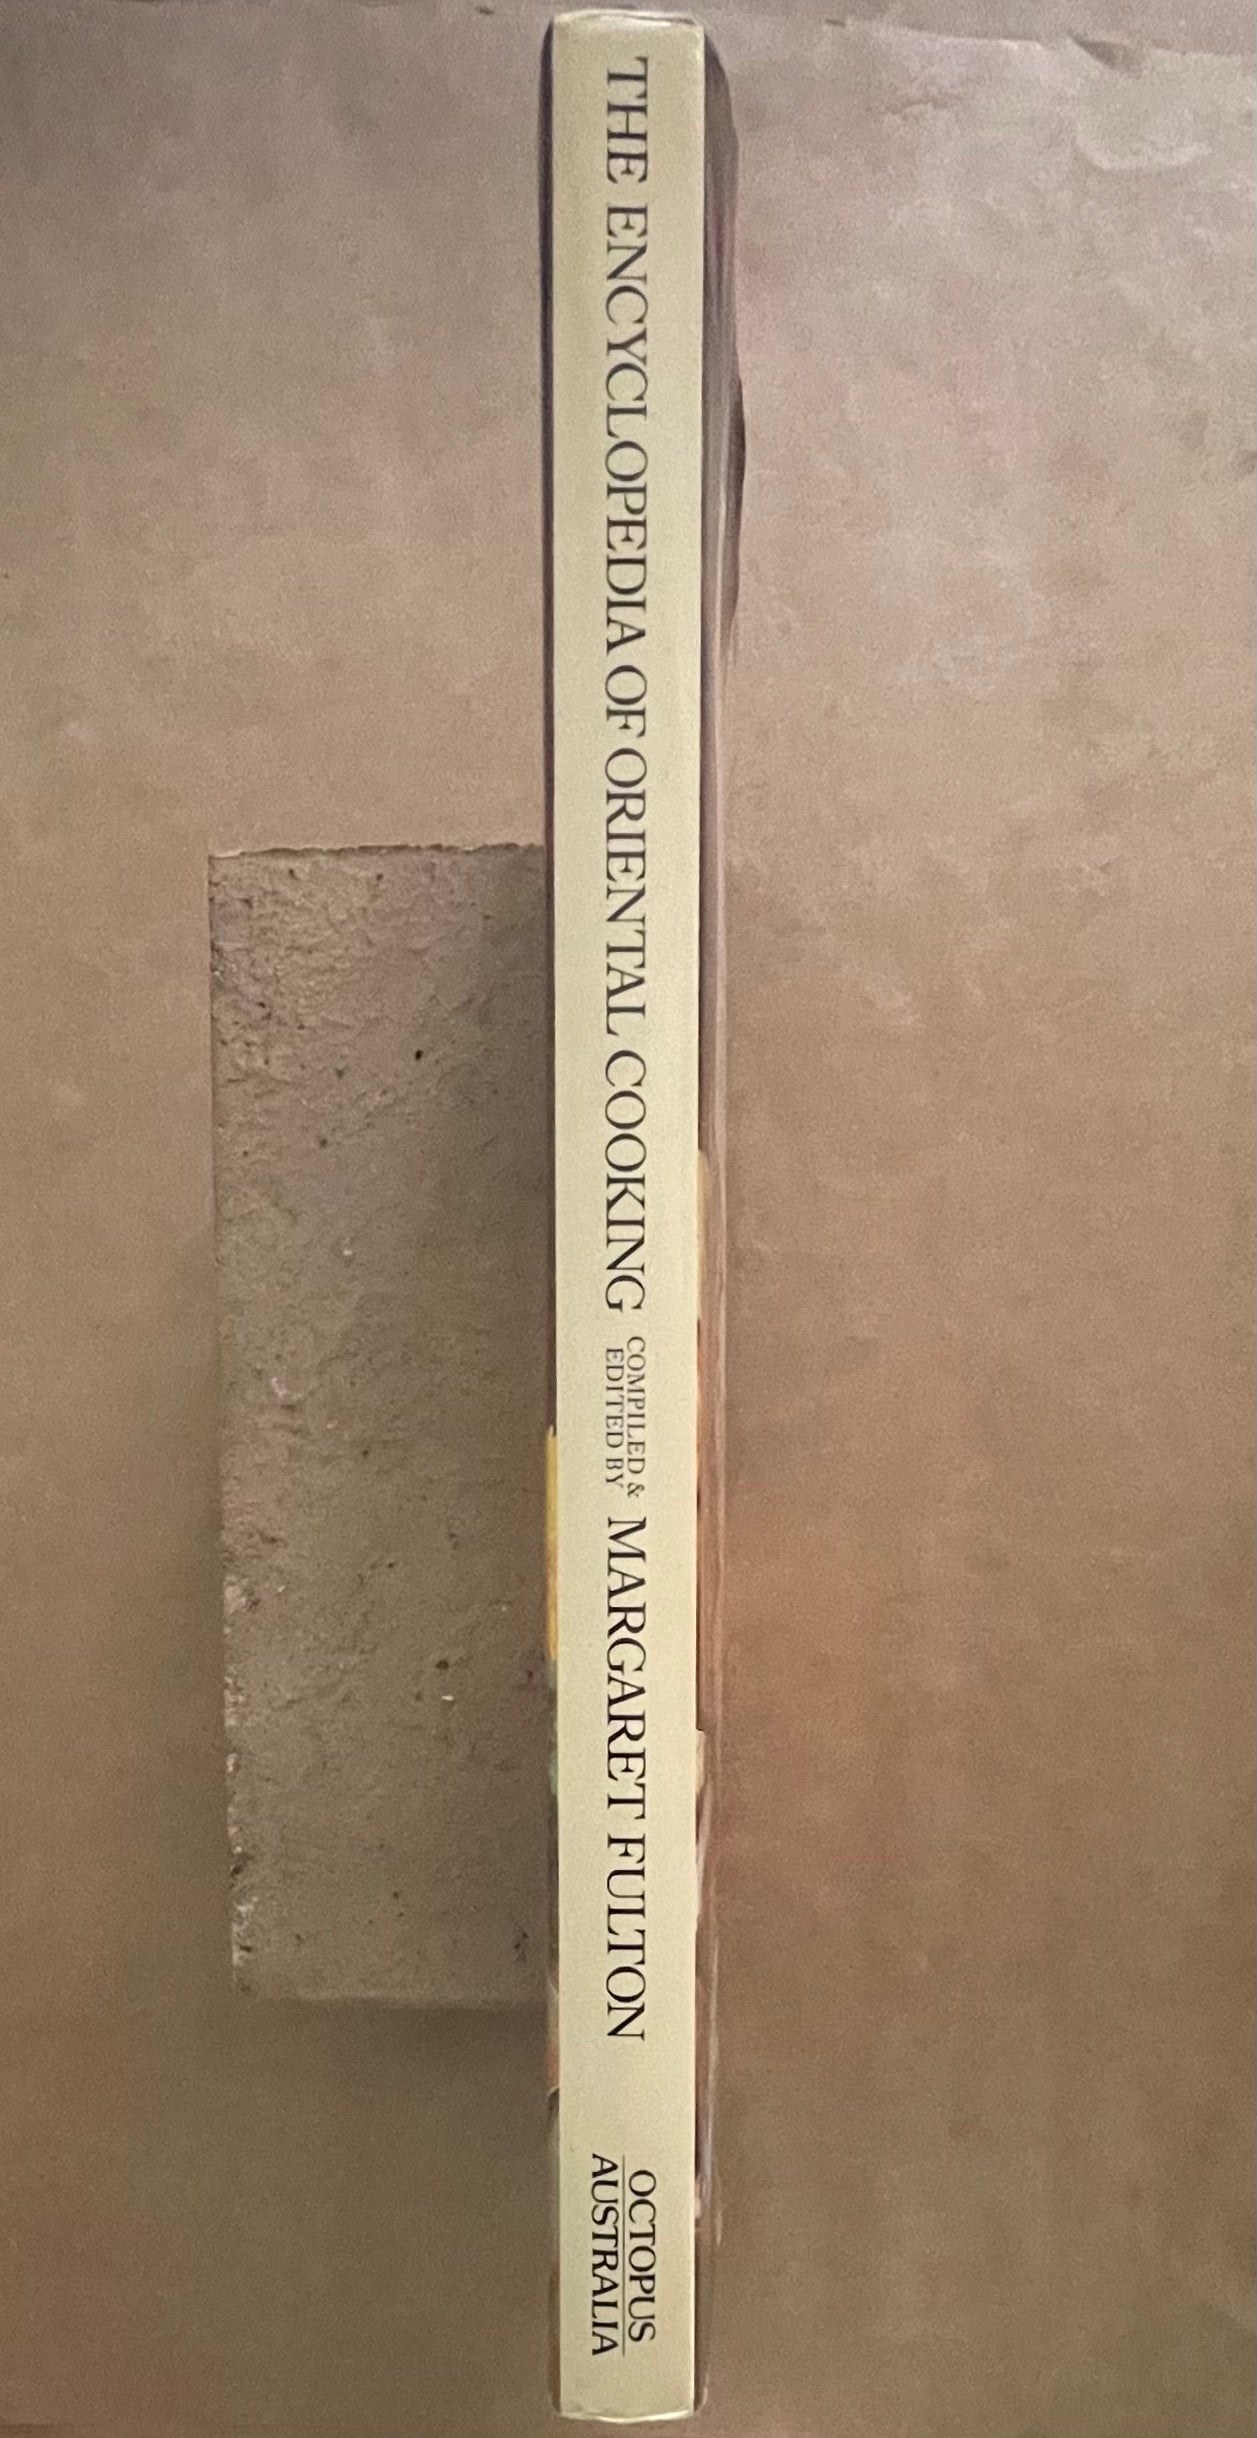 THE ENCYCLOPEDIA OF ORIENTAL COOKING
COMPILED &
EDITED BY
MARGARET FULTON
OCTOPUS
AUSTRALIA